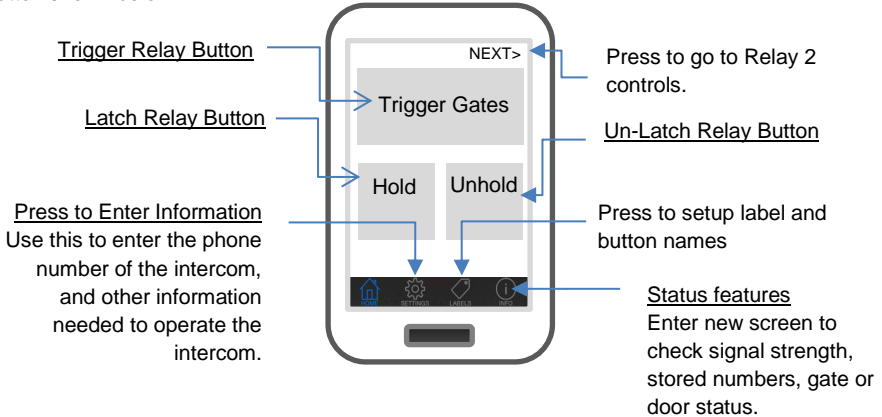 Trigger Relay Button
NEXT>
Press to go to Relay 2
controls.
Trigger Gates
Latch Relay Button
Un-Latch Relay Button
Hold
Unhold
Press to Enter Information
Use this to enter the phone
number of the intercom,
and other information
needed to operate the
intercom.
Press to setup label and
button names
HOME
SETTINGS
LABELS
INFO
Status features
Enter new screen to
check signal strength,
stored numbers, gate or
door status.